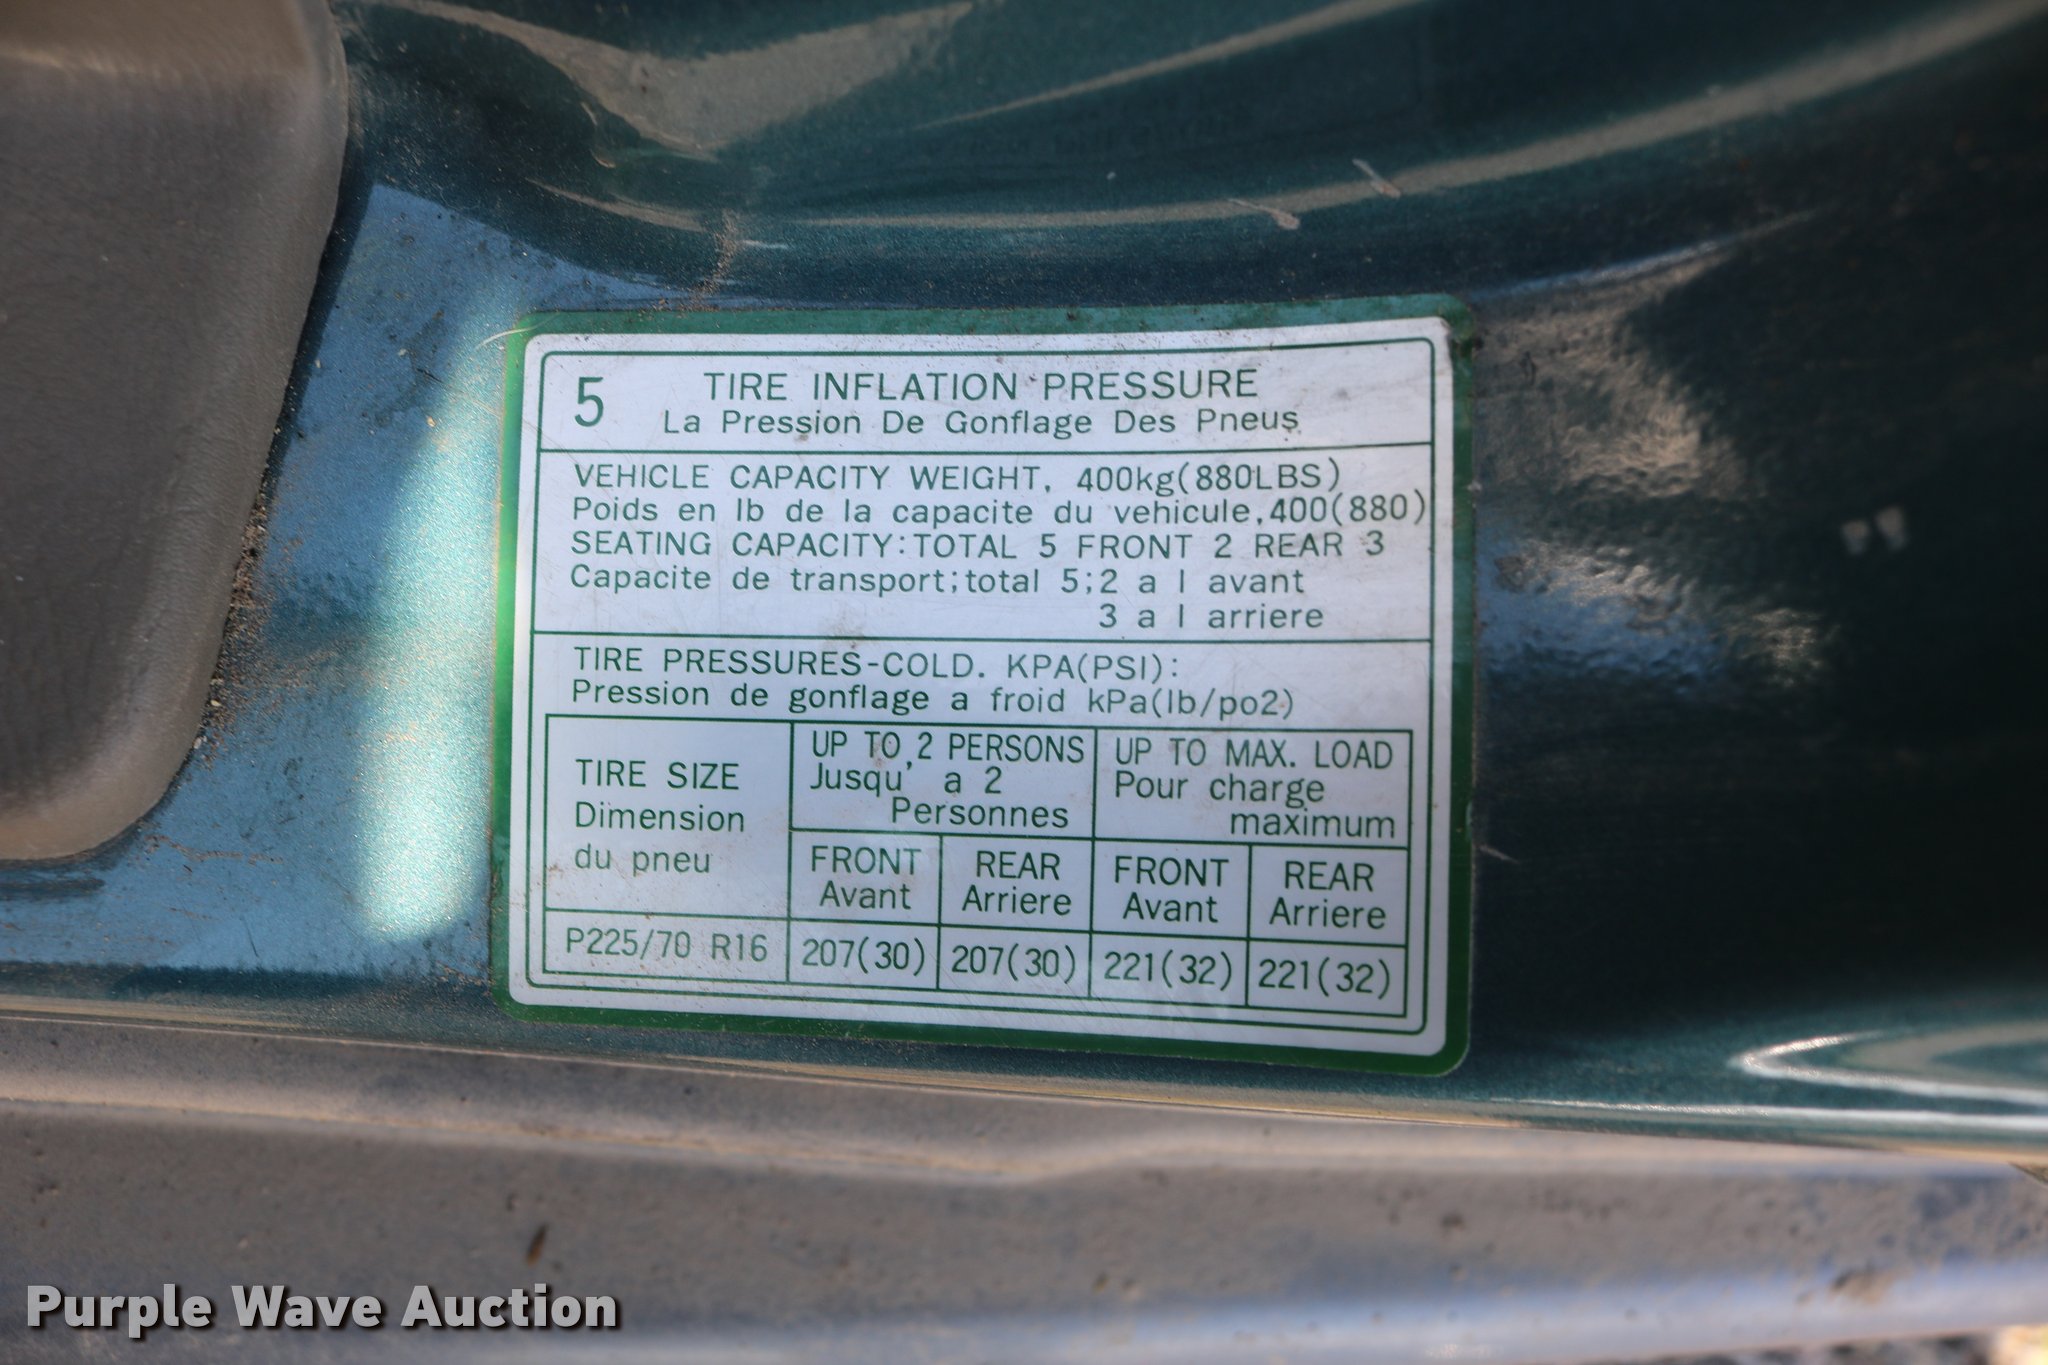 5 TIRE INFLATION PRESSURE
La Pression De Gonflage Des Pneus
VEHICLE CAPACITY WEIGHT, 400kg(880LBS)
Poids en lb de la capacite du vehicule,400(880)
SEATING CAPACITY:TOTAL 5 FRONT 2 REAR 3
Capacite de transport;total 5;2 a l avant
3 a l arriere
TIRE PRESSURES-COLD. KPA(PSI):
Pression de gonflage a froid kPa(lb/po2)
TIRE SIZE
Dimension
du pneu
UP TO 2 PERSONS
Jusqu' a 2
Personnes
UP TO MAX. LOAD
Pour charge
maximum
FRONT
Avant
REAR
Arriere
FRONT
Avant
REAR
Arriere
P225/70 R16 207(30) 207(30) 221(32) 221(32)
Purple Wave Auction